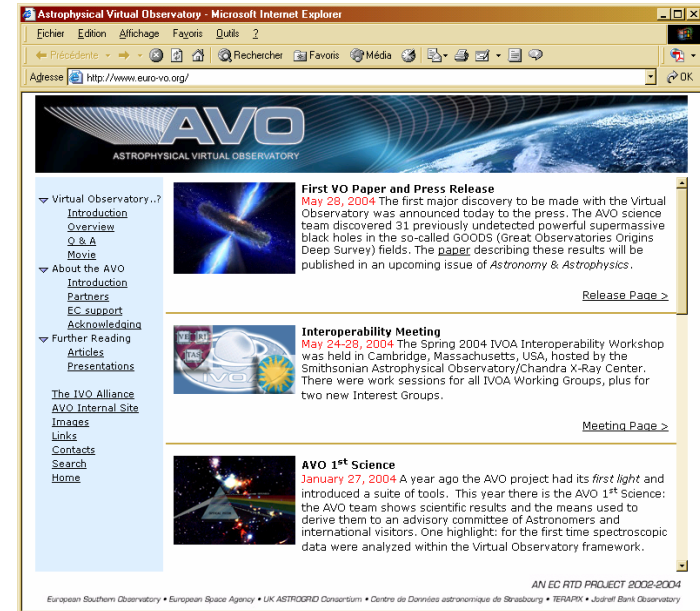 Astrophysical Virtual Observatory - Microsoft Internet Explorer
Fichier Edition Affichage Favoris Outils ?
Précédente Rechercher Favoris Média
Adresse http://www.euro-vo.org/ OK
AVO
ASTROPHYSICAL VIRTUAL OBSERVATORY
Virtual Observatory..?
Introduction
Overview
Q & A
Movie
About the AVO
Introduction
Partners
EC support
Acknowledging
Further Reading
Articles
Presentations
The IVO Alliance
AVO Internal Site
Images
Links
Contacts
Search
Home
First VO Paper and Press Release
May 28, 2004 The first major discovery to be made with the Virtual
Observatory was announced today to the press. The AVO science
team discovered 31 previously undetected powerful supermassive
black holes in the so-called GOODS (Great Observatories Origins
Deep Survey) fields. The paper describing these results will be
published in an upcoming issue of Astronomy & Astrophysics.
Release Page >
VE RI
TAS
IVO
Interoperability Meeting
May 24-28, 2004 The Spring 2004 IVOA Interoperability Workshop
was held in Cambridge, Massachusetts, USA, hosted by the
Smithsonian Astrophysical Observatory/Chandra X-Ray Center.
There were work sessions for all IVOA Working Groups, plus for
two new Interest Groups.
Meeting Page >
AVO 1st Science
January 27, 2004 A year ago the AVO project had its first light and
introduced a suite of tools. This year there is the AVO 1st Science:
the AVO team shows scientific results and the means used to
derive them to an advisory committee of Astronomers and
international visitors. One highlight: for the first time spectroscopic
data were analyzed within the Virtual Observatory framework.
AN EC RTD PROJECT 2002-2004
European Southern Observatory • European Space Agency • UK ASTROGRID Consortium • Centre de Données astronomique de Strasbourg • TERAPIX • Jodrell Bank Observatory